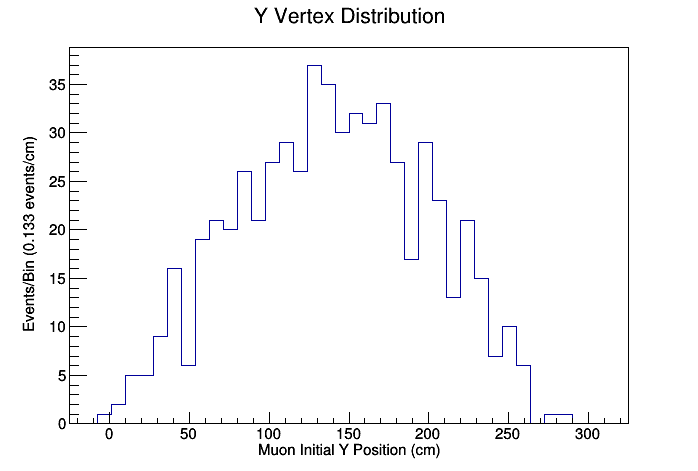 Y Vertex Distribution
Events/Bin (0.133 events/cm)
35
30
25
20
15
10
5
0
0 50 100 150 200 250 300
Muon Initial Y Position (cm)